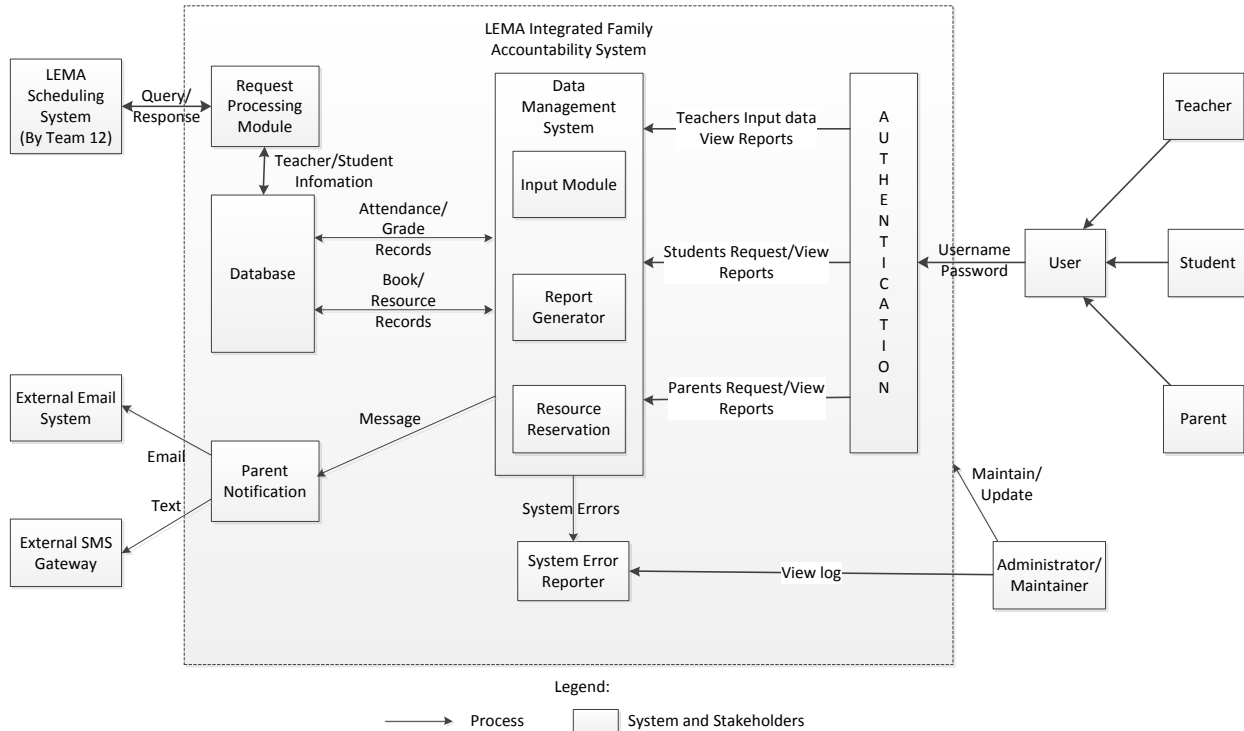 LEMA Integrated Family
Accountability System
LEMA
Scheduling
System
(By Team 12)
Query/
Response
Request
Processing
Module
Teacher/Student
Infomation
Database
Attendance/
Grade
Records
Book/
Resource
Records
Data
Management
System
Input Module
Report
Generator
Resource
Reservation
Teachers Input data
View Reports
Students Request/View
Reports
Parents Request/View
Reports
AUTHENTICATION
Username
Password
User
Teacher
Student
Parent
External Email
System
Email
Text
External SMS
Gateway
Parent
Notification
Message
System Errors
System Error
Reporter
View log
Maintain/
Update
Administrator/
Maintainer
Legend:
Process
System and Stakeholders